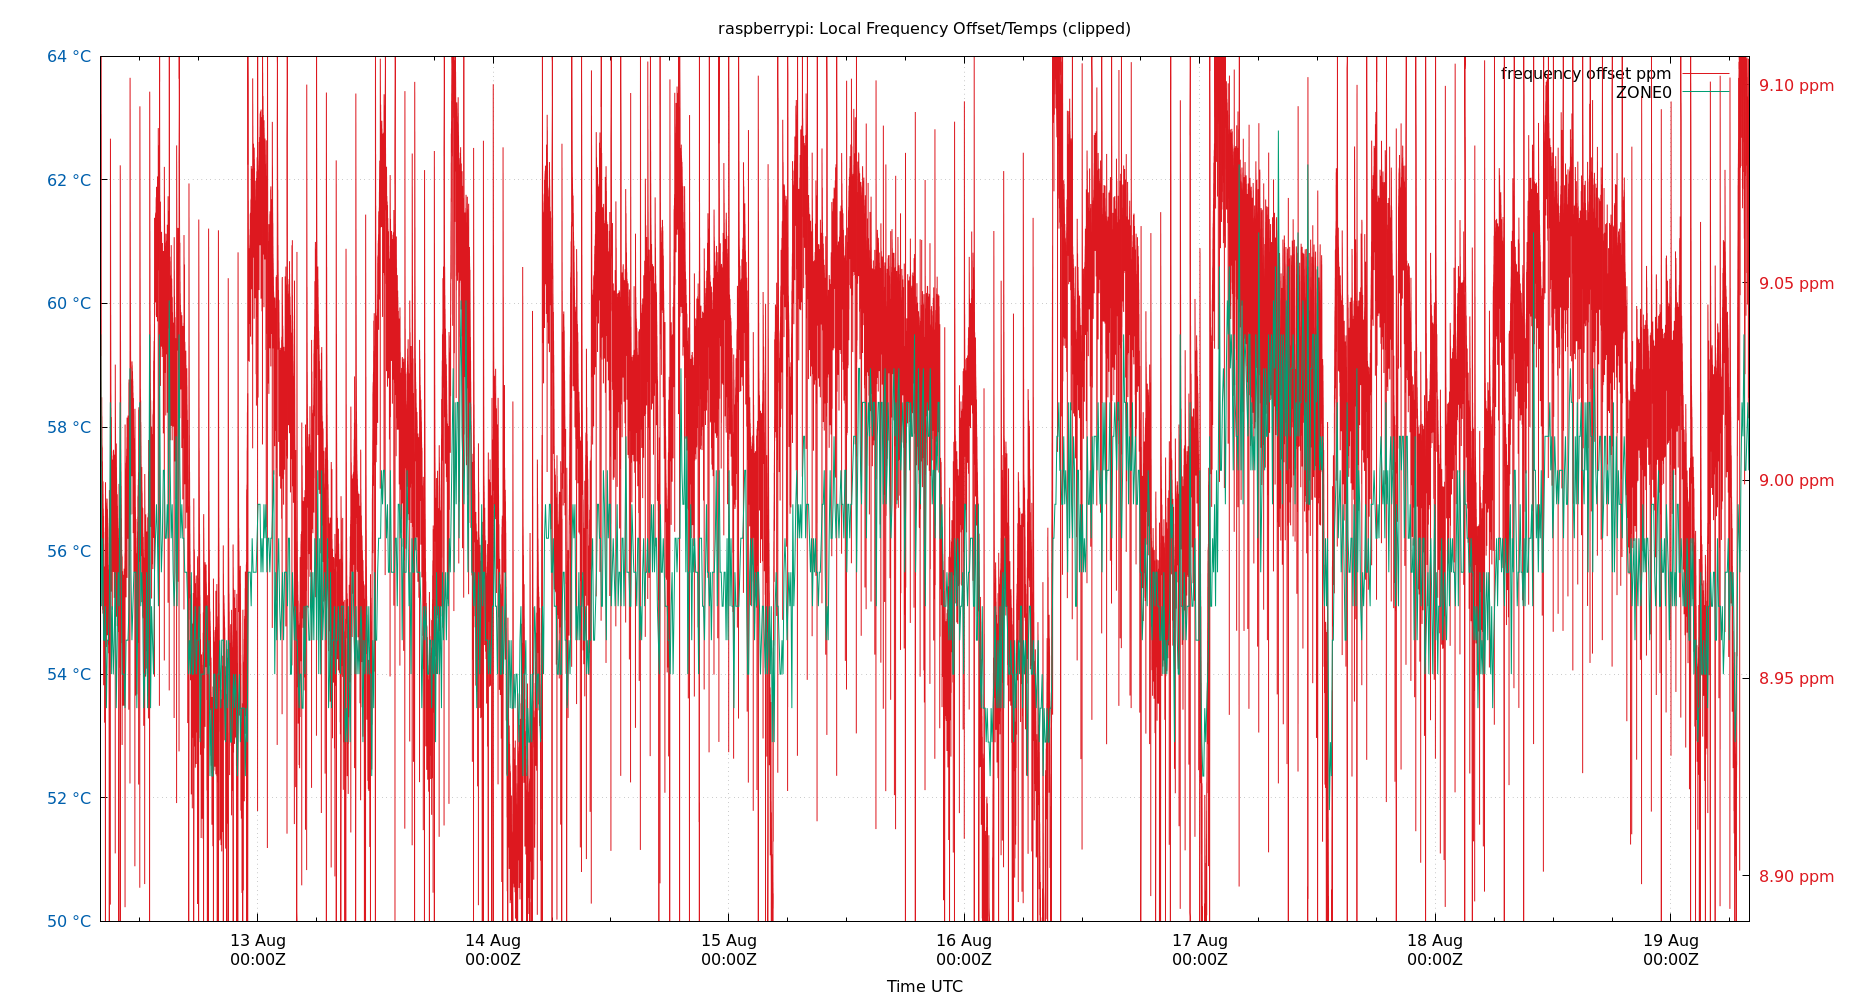 raspberrypi: Local Frequency Offset/Temps (clipped)
64 °C
62 °C
60 °C
58 °C
56 °C
54 °C
52 °C
50 °C
frequency offset ppm
ZONE0
9.10 ppm
9.05 ppm
9.00 ppm
8.95 ppm
8.90 ppm
13 Aug 14 Aug 15 Aug 16 Aug 17 Aug 18 Aug 19 Aug
00:00Z 00:00Z 00:00Z 00:00Z 00:00Z 00:00Z 00:00Z
Time UTC